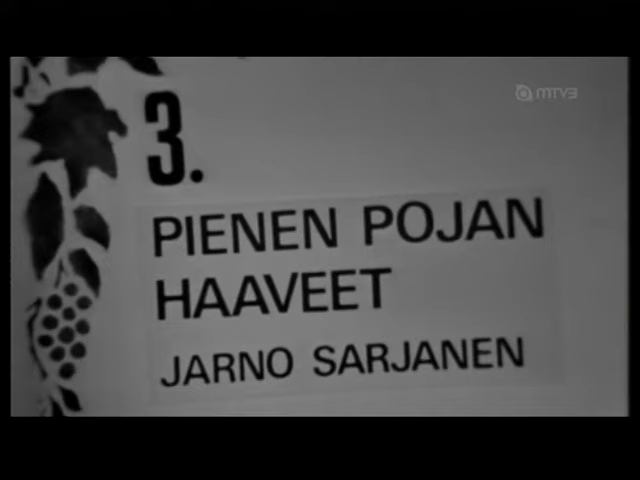 MTV3
3.
PIENEN POJAN
HAAVEET
JARNO SARJANEN